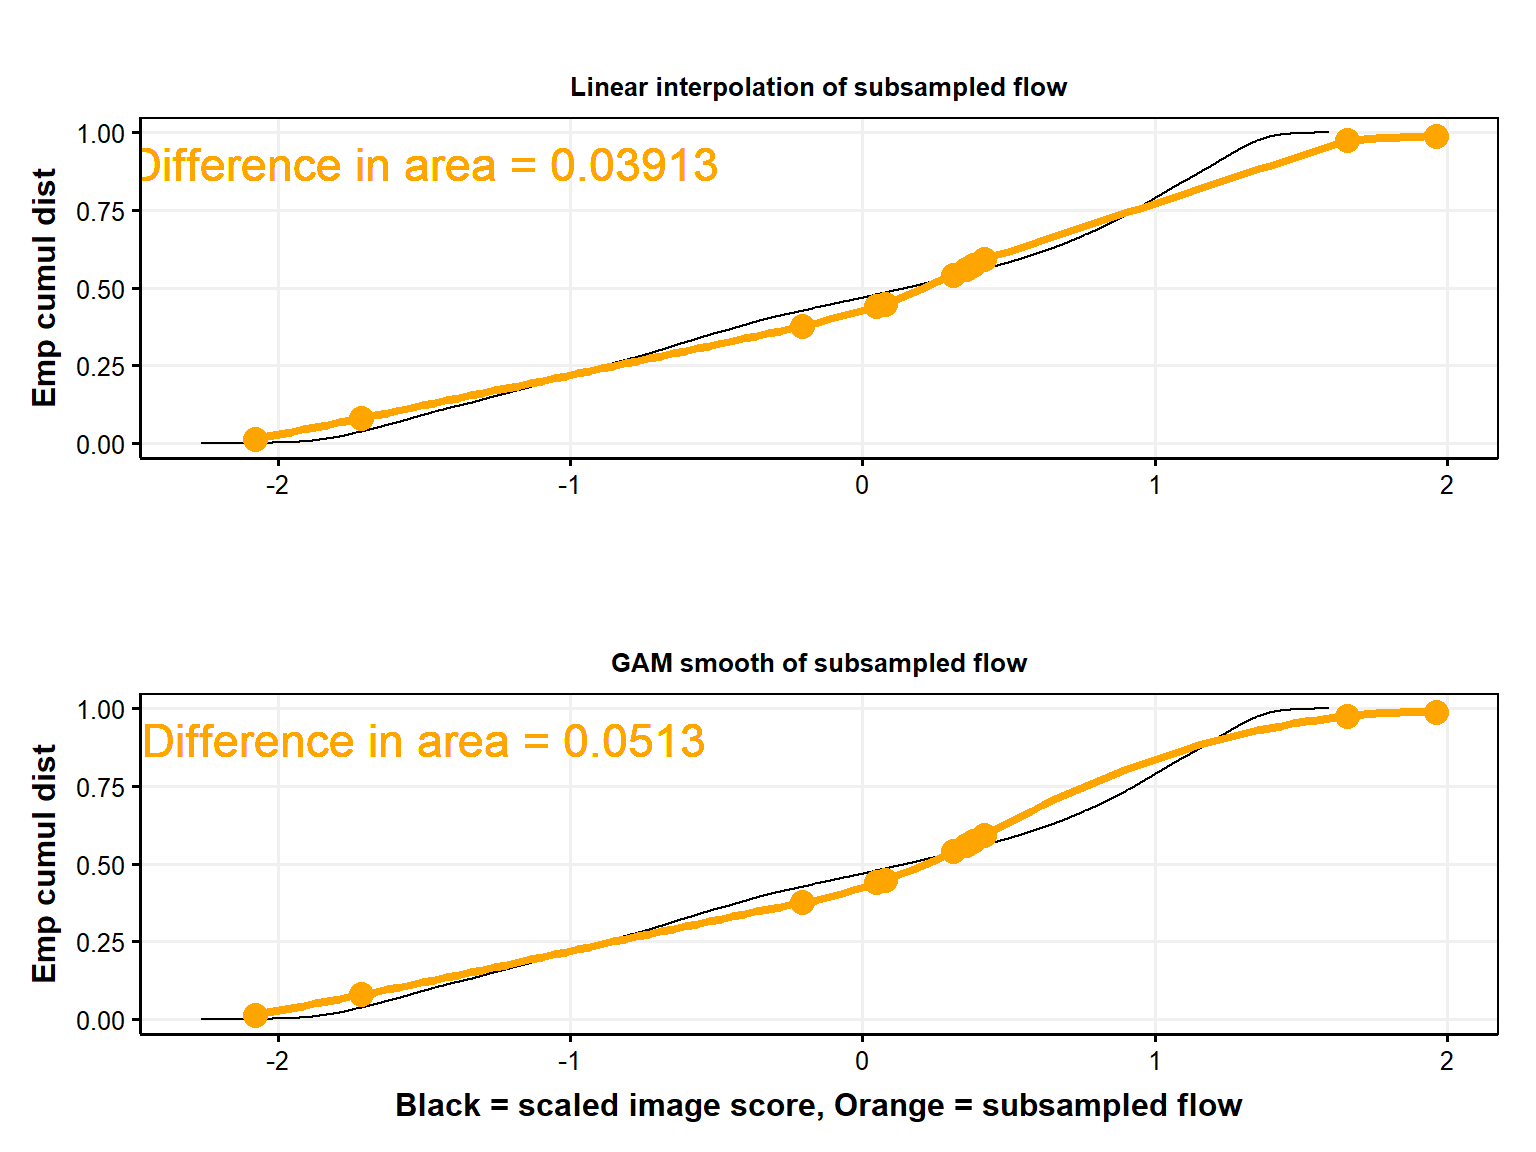 Linear interpolation of subsampled flow
1.00
0.75
0.50
0.25
0.00
Emp cumul dist
Difference in area = 0.03913
-2 -1 0 1 2
GAM smooth of subsampled flow
1.00
0.75
0.50
0.25
0.00
Emp cumul dist
Difference in area = 0.0513
-2 -1 0 1 2
Black = scaled image score, Orange = subsampled flow